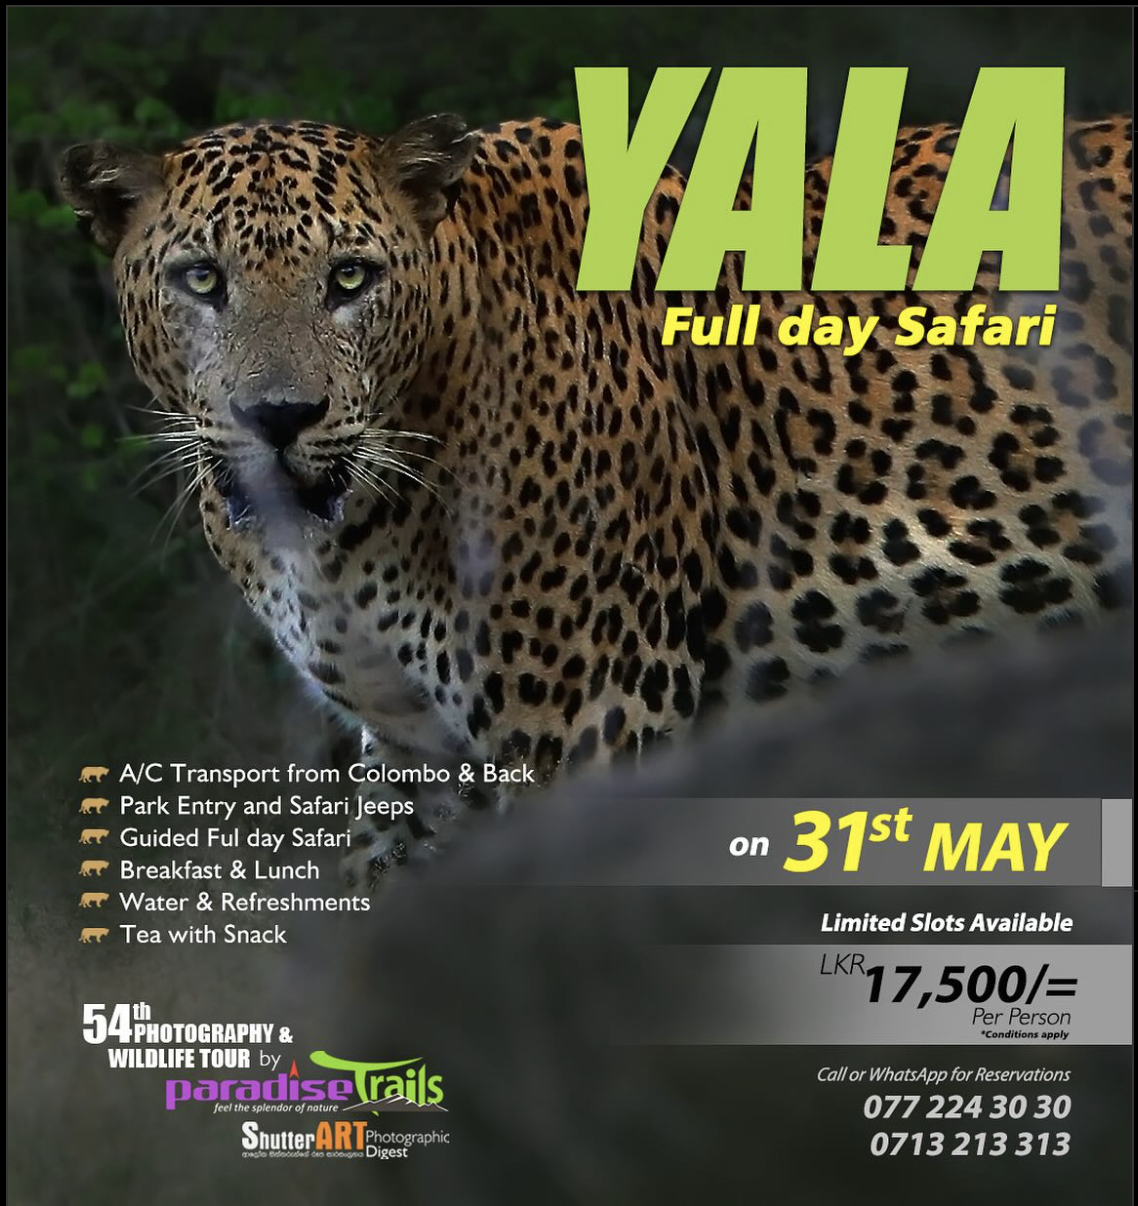 YALA
Full day Safari
A/C Transport from Colombo & Back
Park Entry and Safari Jeeps
Guided Ful day Safari
Breakfast & Lunch
Water & Refreshments
Tea with Snack
on 31st MAY
Limited Slots Available
LKR 17,500/=
Per Person
*Conditions apply
54th PHOTOGRAPHY &
WILDLIFE TOUR by
paradise Trails
feel the splendor of nature
ShutterART Photographic
Digest
Call or WhatsApp for Reservations
077 224 30 30
0713 213 313